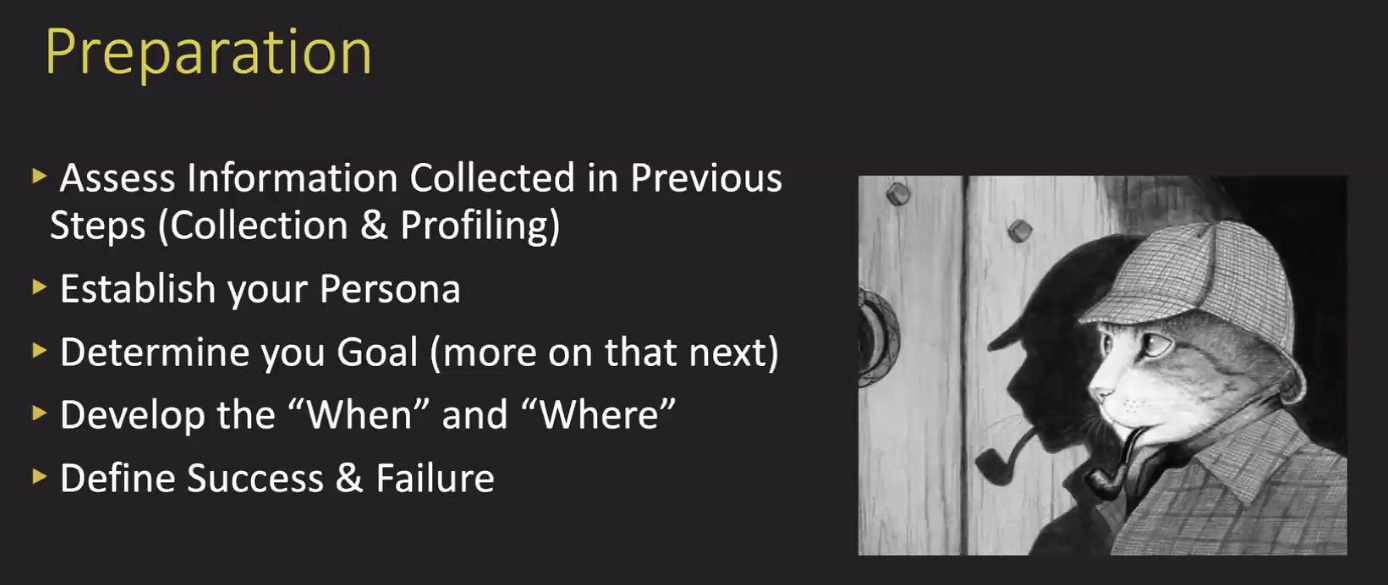 Preparation
Assess Information Collected in Previous
Steps (Collection & Profiling)
Establish your Persona
Determine you Goal (more on that next)
Develop the “When” and “Where”
Define Success & Failure